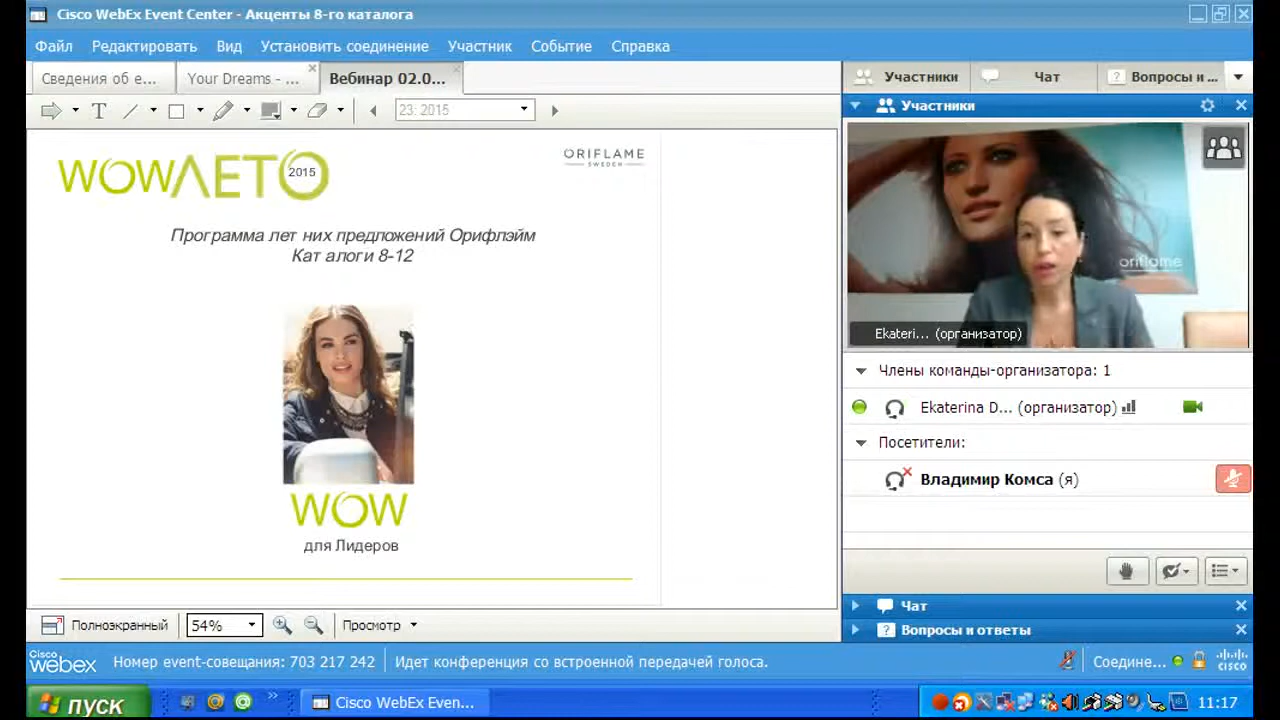 Cisco WebEx Event Center - Акценты 8-го каталога
Файл Редактировать Вид Установить соединение Участник Событие Справка
Сведения об е... Your Dreams - ... Вебинар 02.0...
Участники Чат Вопросы и ...
T 23: 2015
Участники
WOWЛЕТО 2015
ORIFLAME
SWEDEN
Программа лет них предложений Орифлэйм
Кат алоги 8-12
WOW
для Лидеров
oriflame
Ekateri... (организатор)
Члены команды-организатора: 1
Ekaterina D... (организатор)
Посетители:
Владимир Комса (я)
Чат
Вопросы и ответы
Полноэкранный 54% Просмотр
Cisco webex Номер event-совещания: 703 217 242 Идет конференция со встроенной передачей голоса. Соедине... cisco
пуск Cisco WebEx Even... 11:17